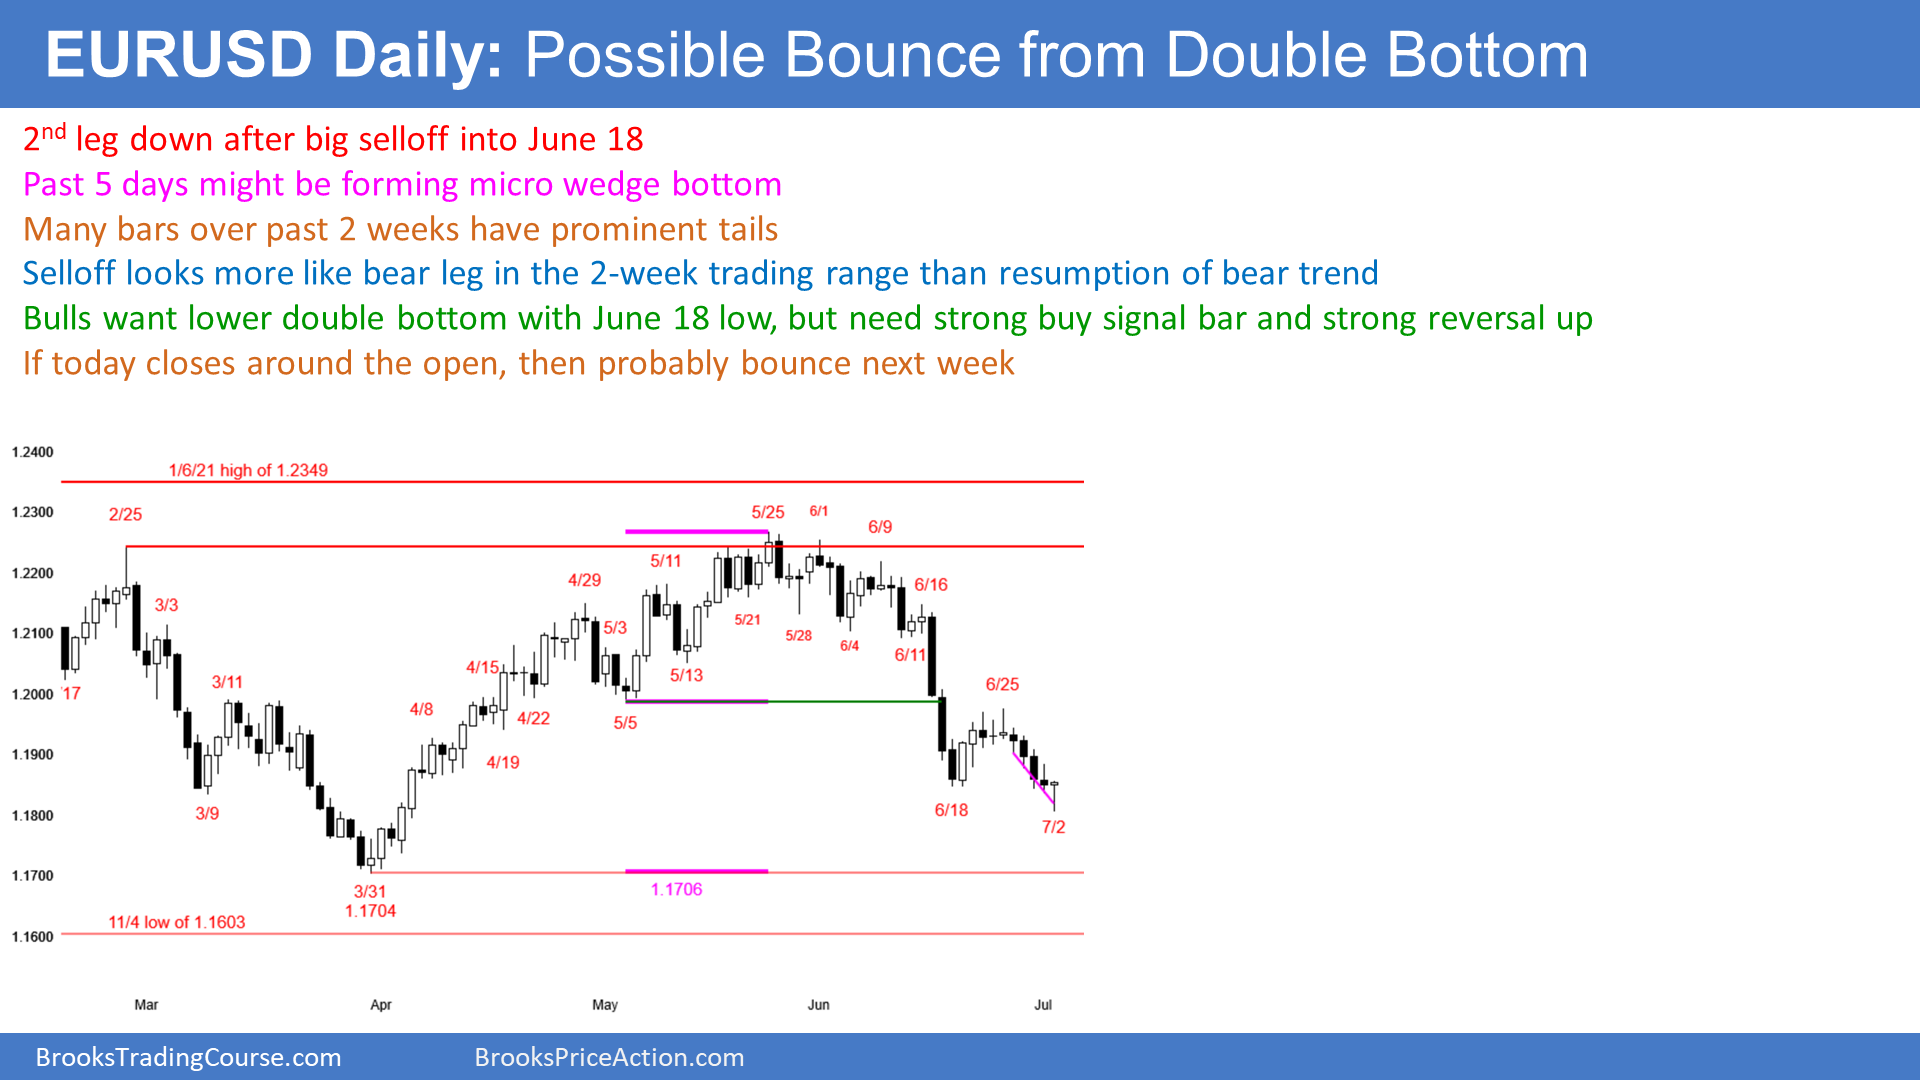 EURUSD Daily: Possible Bounce from Double Bottom
2nd leg down after big selloff into June 18
Past 5 days might be forming micro wedge bottom
Many bars over past 2 weeks have prominent tails
Selloff looks more like bear leg in the 2-week trading range than resumption of bear trend
Bulls want lower double bottom with June 18 low, but need strong buy signal bar and strong reversal up
If today closes around the open, then probably bounce next week
1.2400
1/6/21 high of 1.2349
1.2300
2/25
5/25
6/1
6/9
1.2200
3/3
4/29
5/11
6/16
1.2100
5/3
5/21
5/28
6/4
6/11
1.2000
'17
3/11
4/8
4/15
4/22
5/5
5/13
6/25
1.1900
4/19
1.1800
3/9
6/18
7/2
1.1700
3/31
1.1704
1.1706
11/4 low of 1.1603
1.1600
Mar
Apr
May
Jun
Jul
BrooksTradingCourse.com
BrooksPriceAction.com